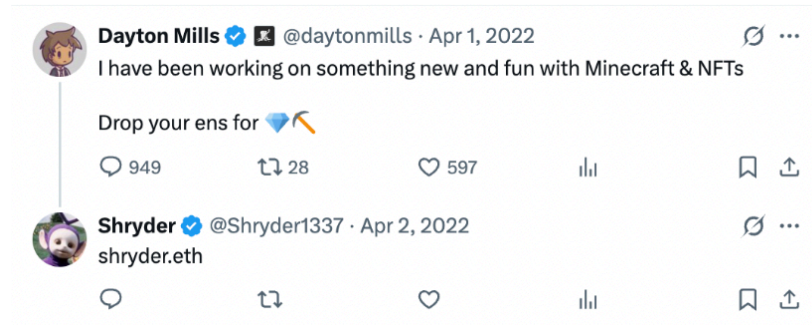 Dayton Mills @daytonmills · Apr 1, 2022
I have been working on something new and fun with Minecraft & NFTs
Drop your ens for 💎⛏️
949 28 597
Shryder @Shryder1337 · Apr 2, 2022
shryder.eth